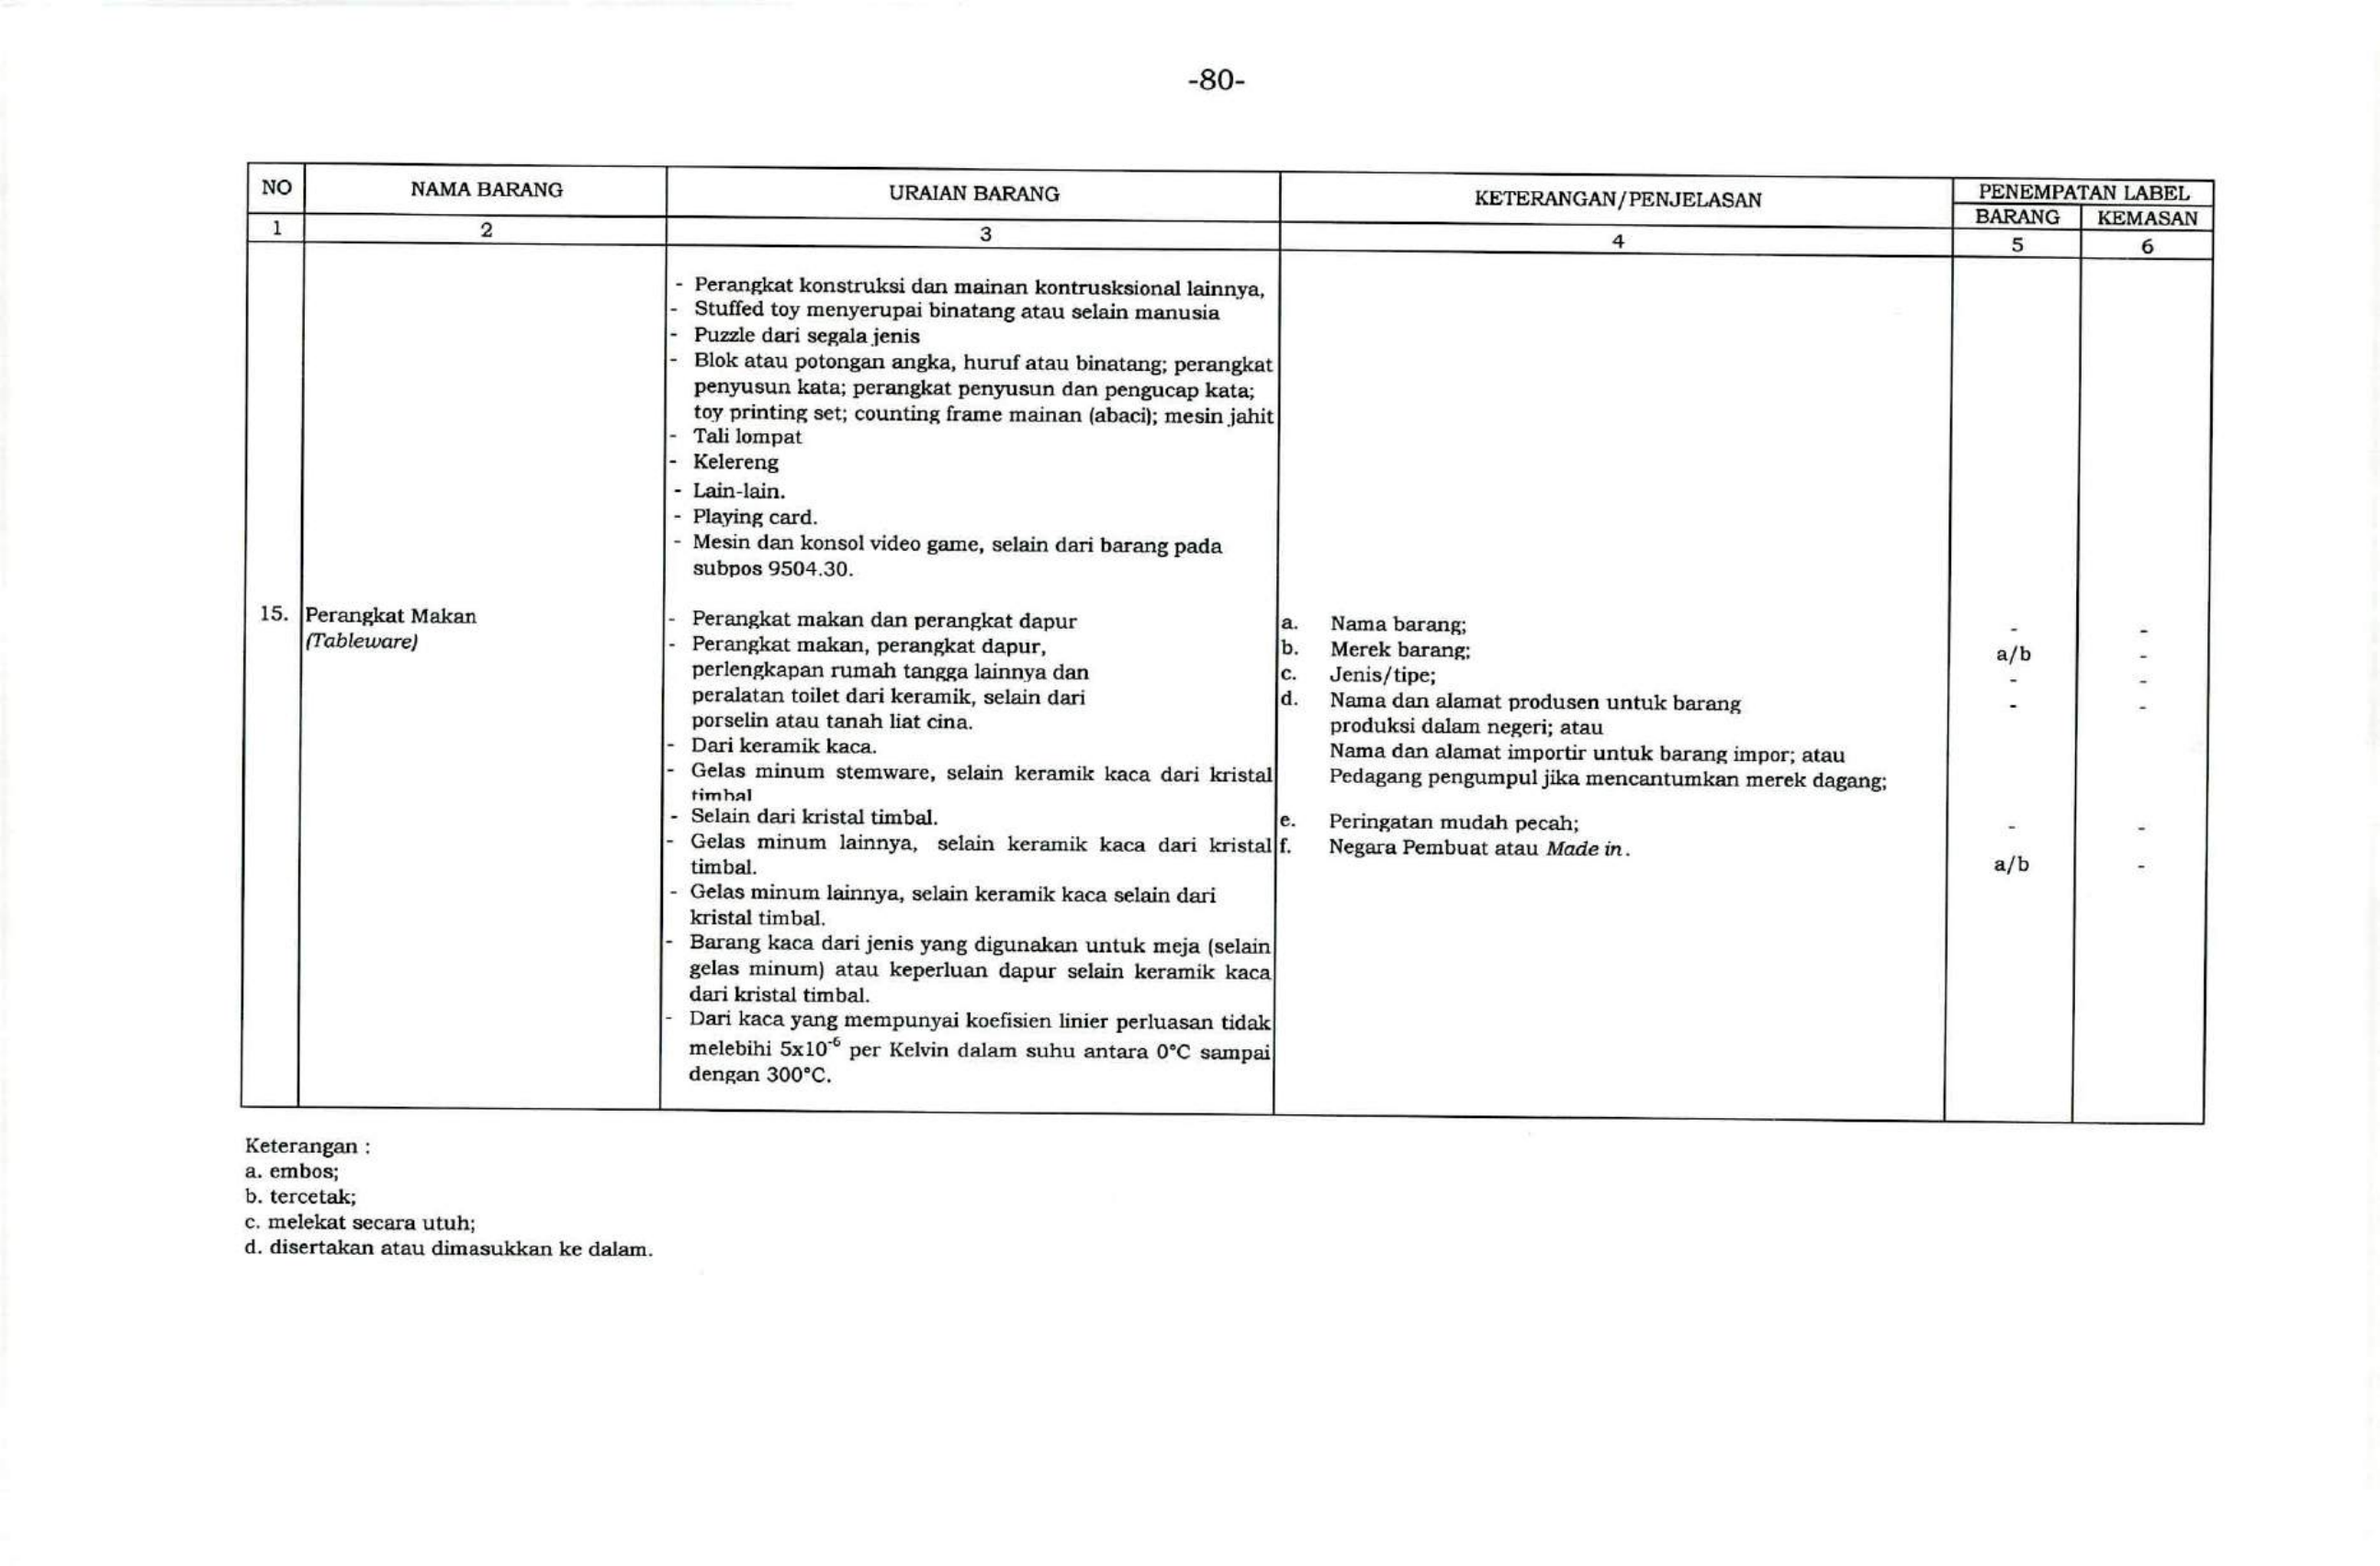 -80-
NO NAMA BARANG URAIAN BARANG KETERANGAN/PENJELASAN PENEMPATAN LABEL
BARANG KEMASAN
1 2 3 4 5 6
- Perangkat konstruksi dan mainan kontrusksional lainnya,
- Stuffed toy menyerupai binatang atau selain manusia
- Puzzle dari segala jenis
- Blok atau potongan angka, huruf atau binatang; perangkat
penyusun kata; perangkat penyusun dan pengucap kata;
toy printing set; counting frame mainan (abaci); mesin jahit
- Tali lompat
- Kelereng
- Lain-lain.
- Playing card.
- Mesin dan konsol video game, selain dari barang pada
subpos 9504.30.
15. Perangkat Makan
(Tableware)
- Perangkat makan dan perangkat dapur
- Perangkat makan, perangkat dapur,
perlengkapan rumah tangga lainnya dan
peralatan toilet dari keramik, selain dari
porselin atau tanah liat cina.
- Dari keramik kaca.
- Gelas minum stemware, selain keramik kaca dari kristal
timbal
- Selain dari kristal timbal.
- Gelas minum lainnya, selain keramik kaca dari kristal
timbal.
- Gelas minum lainnya, selain keramik kaca selain dari
kristal timbal.
- Barang kaca dari jenis yang digunakan untuk meja (selain
gelas minum) atau keperluan dapur selain keramik kaca
dari kristal timbal.
- Dari kaca yang mempunyai koefisien linier perluasan tidak
melebihi 5x10⁻⁶ per Kelvin dalam suhu antara 0°C sampai
dengan 300°C.
a. Nama barang; - -
b. Merek barang; a/b -
c. Jenis/tipe; - -
d. Nama dan alamat produsen untuk barang - -
produksi dalam negeri; atau
Nama dan alamat importir untuk barang impor; atau
Pedagang pengumpul jika mencantumkan merek dagang;
e. Peringatan mudah pecah; - -
f. Negara Pembuat atau Made in. a/b -
Keterangan :
a. embos;
b. tercetak;
c. melekat secara utuh;
d. disertakan atau dimasukkan ke dalam.